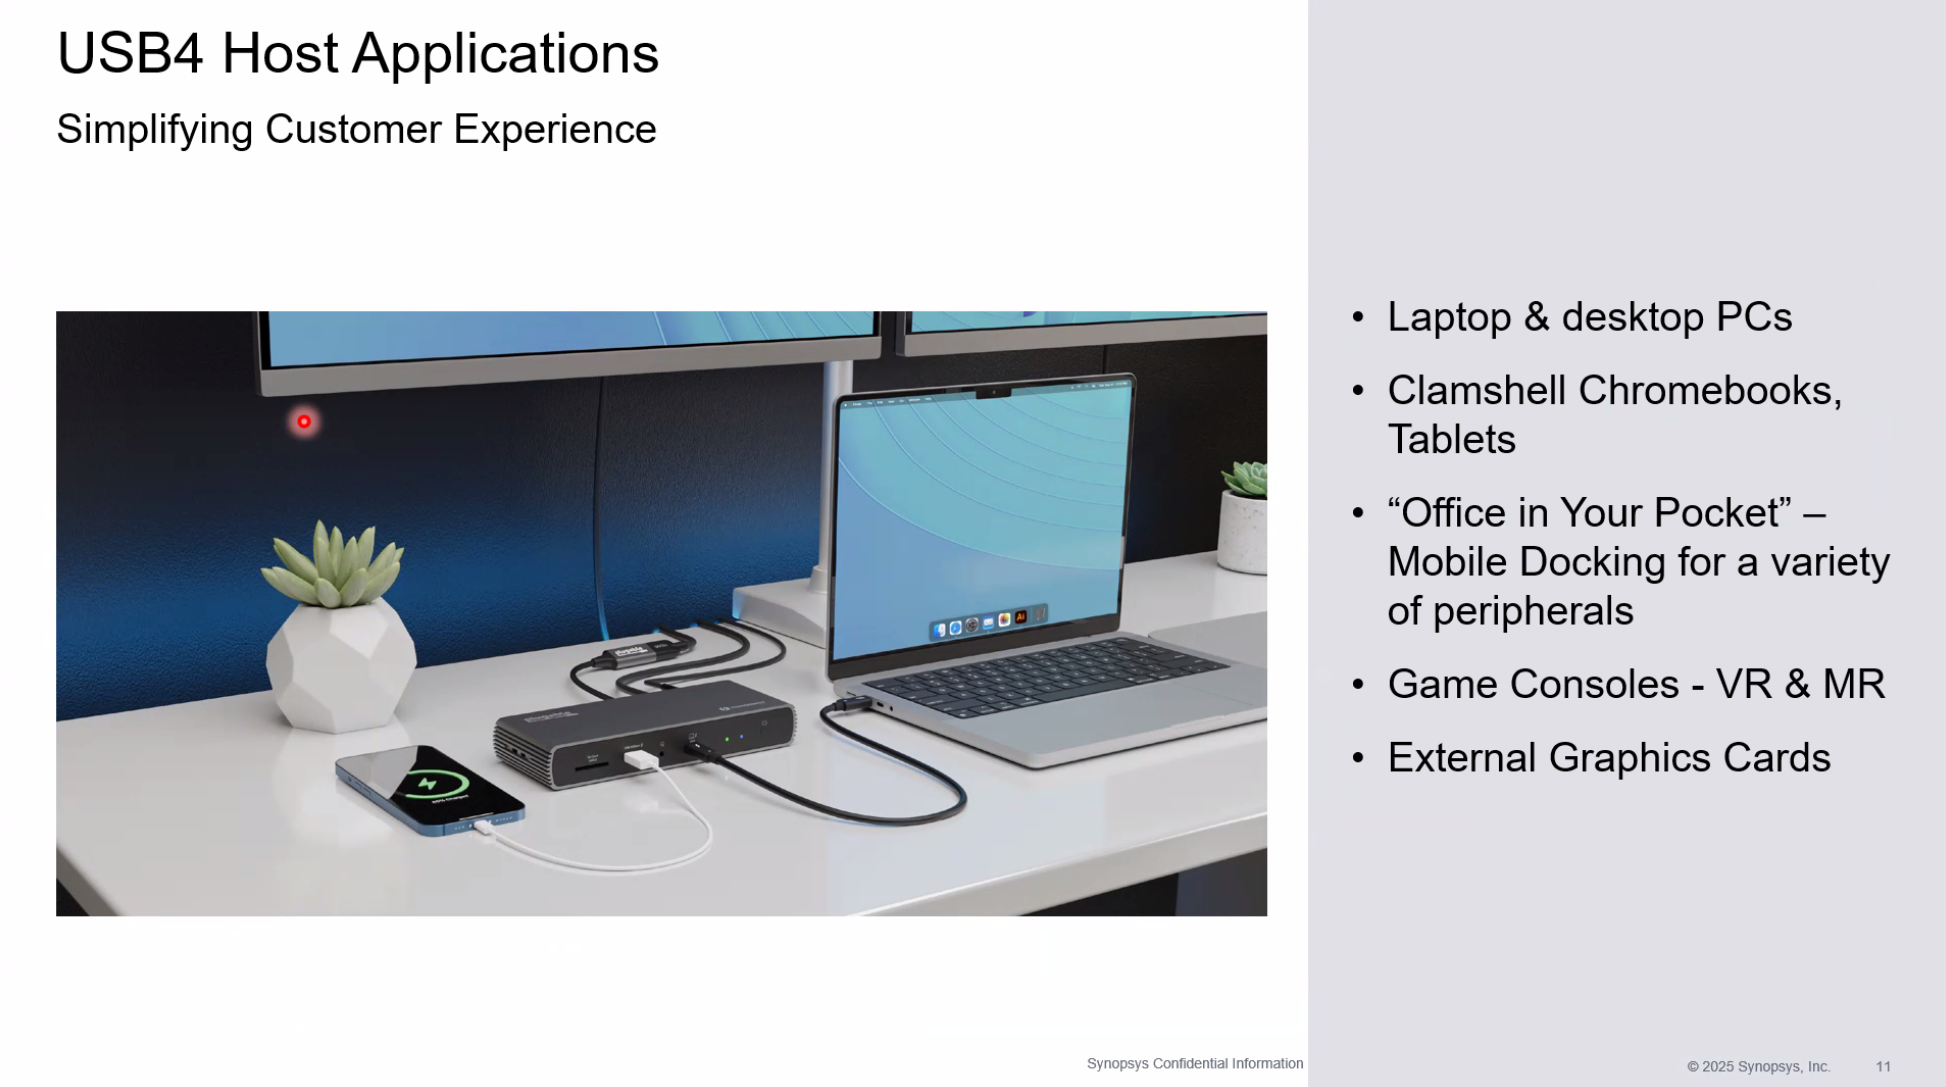 USB4 Host Applications
Simplifying Customer Experience
• Laptop & desktop PCs
• Clamshell Chromebooks,
Tablets
• “Office in Your Pocket” –
Mobile Docking for a variety
of peripherals
• Game Consoles - VR & MR
• External Graphics Cards
Ai
Synopsys Confidential Information
© 2025 Synopsys, Inc.
11